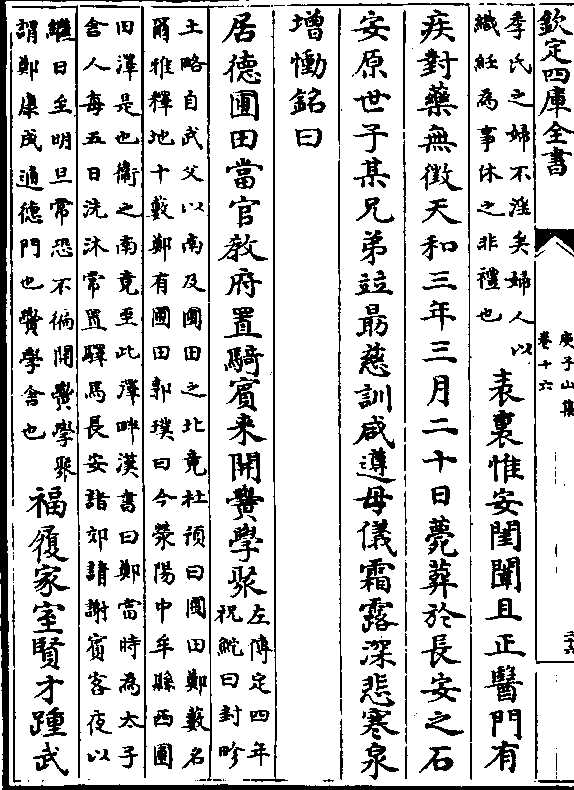 欽定四庫全書
庾子山集
卷十六
李氏之婦不淫矣婦人以
織紝為事休之非禮也
表裏惟安閨闈且正醫門有
疾對藥無徵天和三年三月二十日薨葬於長安之石
安原世子某兄弟竝最慈訓咸遵母儀霜露深悲寒泉
增慟銘曰
居德圃田當官教府置騎賓来開黌學聚
左傳定四年
祝鮀曰封畛
土略自武父以南及圃田之北竟杜預曰圃田鄭藪名
爾雅釋地十藪鄭有圃田郭璞曰今滎陽中牟縣西圃
田澤是也衞之南竟至此澤畔漢書曰鄭當時為太子
舍人每五日洗沐常置驛馬長安諸郊請謝賓客夜以
繼日至明旦常恐不徧開黌學聚
謂鄭康成通德門也黌學舍也
福履家室賢才踵武